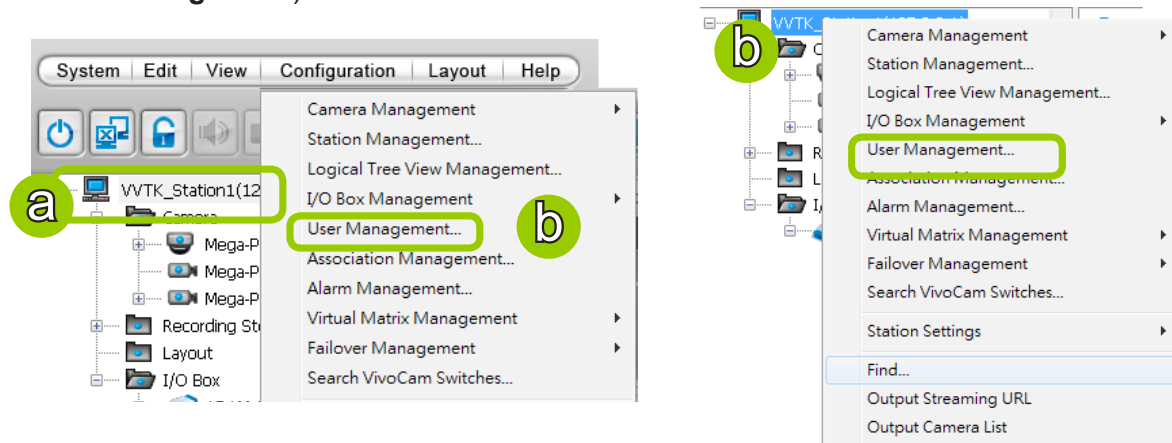 System Edit View Configuration Layout Help
Camera Management
Station Management...
Logical Tree View Management...
I/O Box Management
User Management...
Association Management...
Alarm Management...
Virtual Matrix Management
Failover Management
Search VivoCam Switches...
a
b
VVTK_Station1(12
Camera
Mega-P
Mega-P
Mega-P
Recording Sto
Layout
I/O Box
b
Camera Management
Station Management...
Logical Tree View Management...
I/O Box Management
User Management...
Association Management...
Alarm Management...
Virtual Matrix Management
Failover Management
Search VivoCam Switches...
Station Settings
Find...
Output Streaming URL
Output Camera List